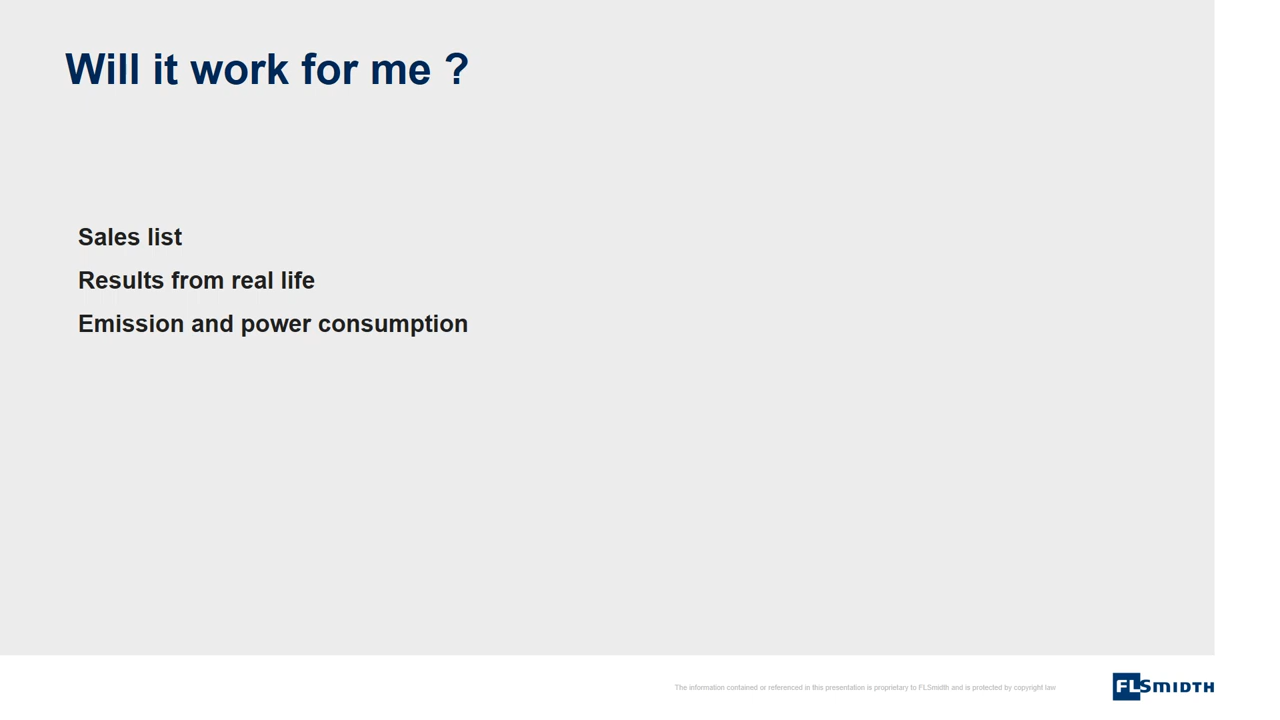 Will it work for me ?
Sales list
Results from real life
Emission and power consumption
The information contained or referenced in this presentation is proprietary to FLSmidth and is protected by copyright law
FLSMIDTH